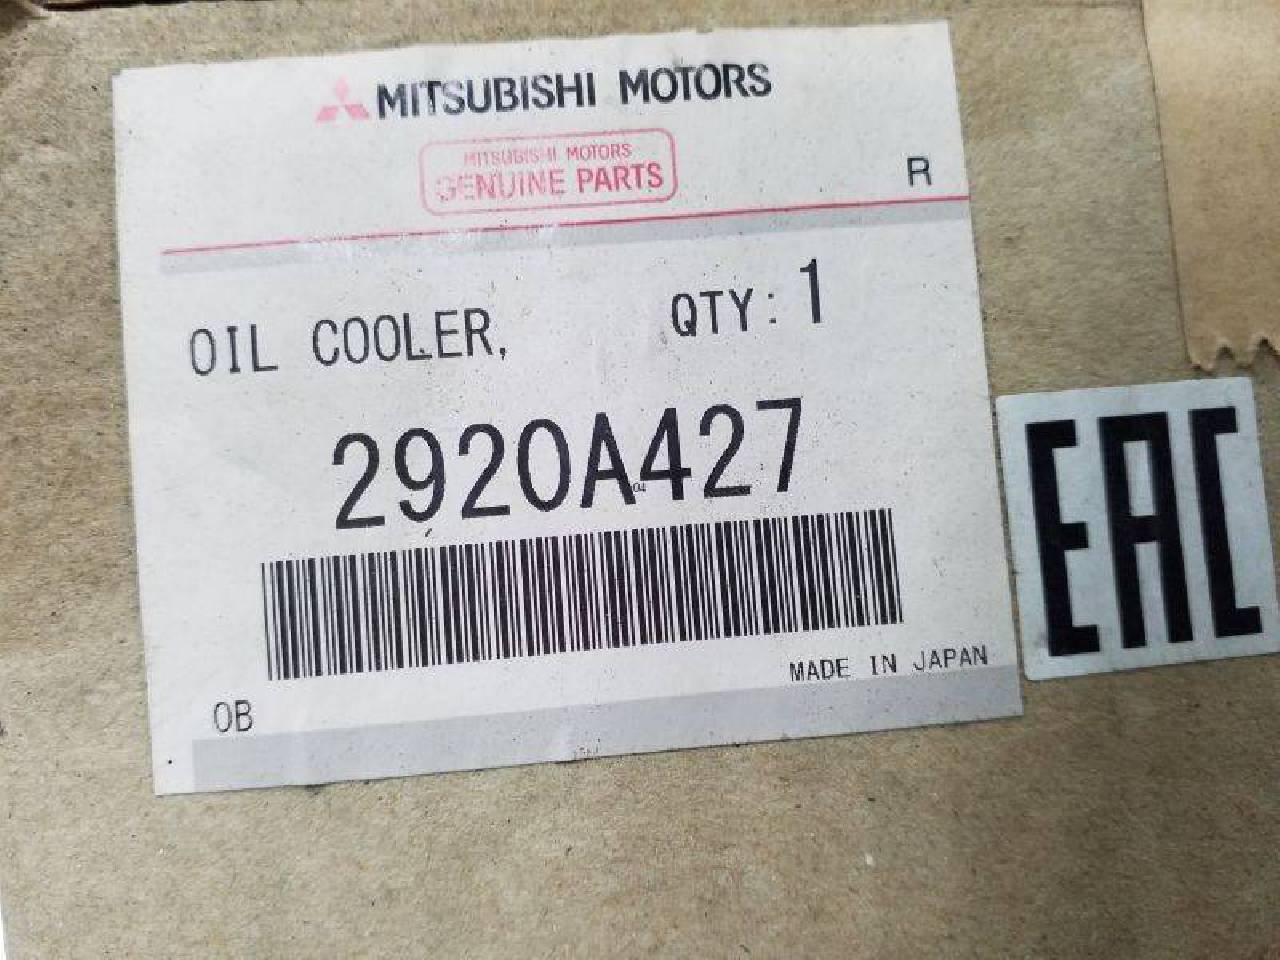 MITSUBISHI MOTORS
MITSUBISHI MOTORS
GENUINE PARTS
R
OIL COOLER, QTY: 1
2920A427
MADE IN JAPAN
OB
EAC